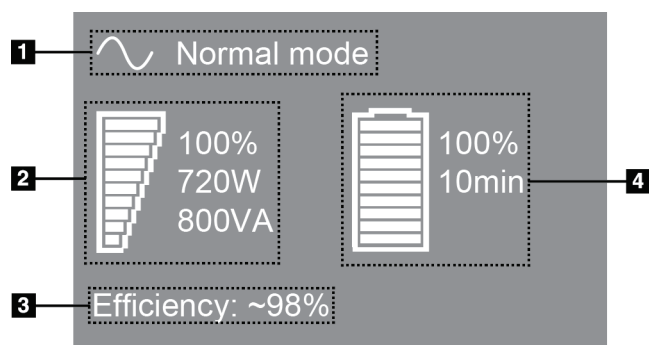 1 Normal mode
2 100%
720W
800VA
100% 4
10min
3 Efficiency: ~98%